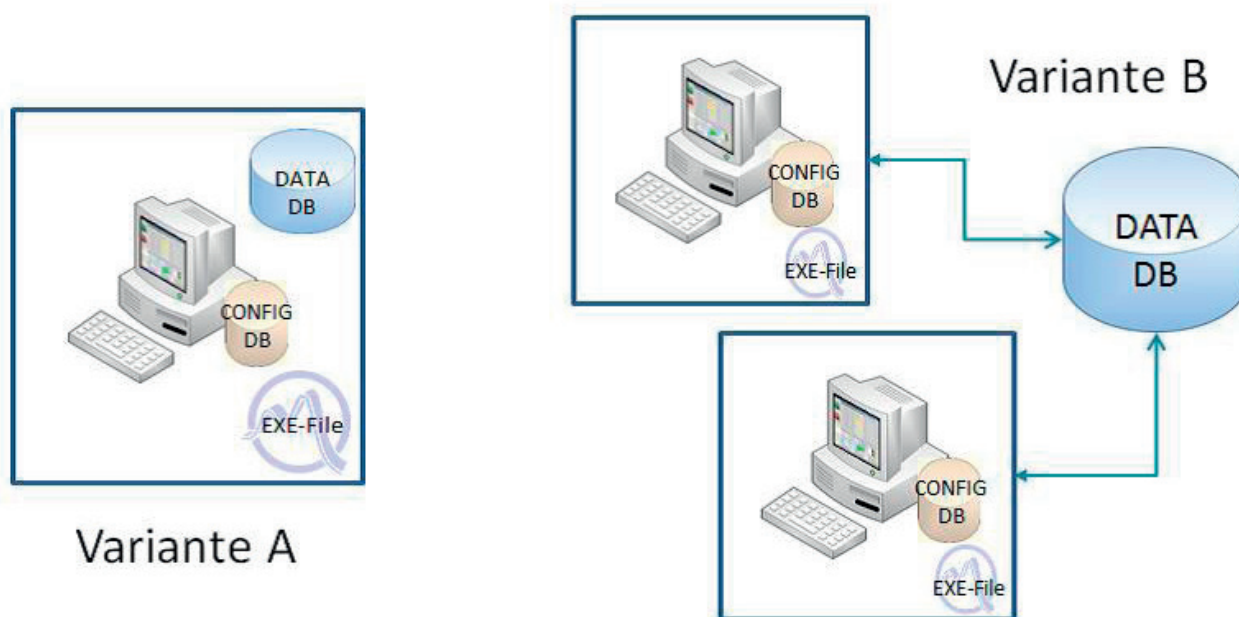 DATA
DB
CONFIG
DB
EXE-File
Variante A
Variante B
CONFIG
DB
EXE-File
DATA
DB
CONFIG
DB
EXE-File